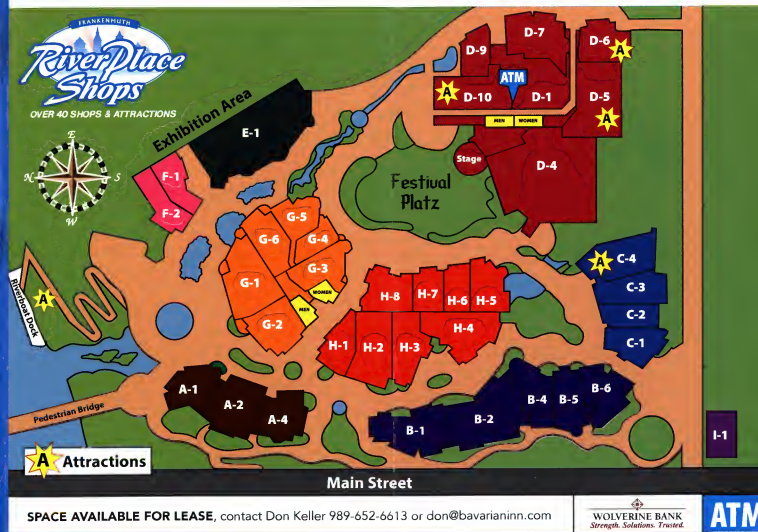 FRANKENMUTH
RiverPlace
Shops
OVER 40 SHOPS & ATTRACTIONS
E
N
S
W
Exhibition Area
E-1
F-1
F-2
D-9
D-7
D-6
A
ATM
A
D-10
D-1
D-5
A
MEN
WOMEN
Stage
D-4
Festival
Platz
G-5
G-6
G-4
G-3
G-1
WOMEN
MEN
G-2
A
C-4
C-3
C-2
C-1
H-8
H-7
H-6
H-5
H-1
H-2
H-3
H-4
A
Riverboat Dock
A-1
A-2
A-4
B-1
B-2
B-4
B-5
B-6
I-1
Pedestrian Bridge
A Attractions
Main Street
SPACE AVAILABLE FOR LEASE, contact Don Keller 989-652-6613 or don@bavarianinn.com
WOLVERINE BANK
Strength. Solutions. Trusted.
ATM